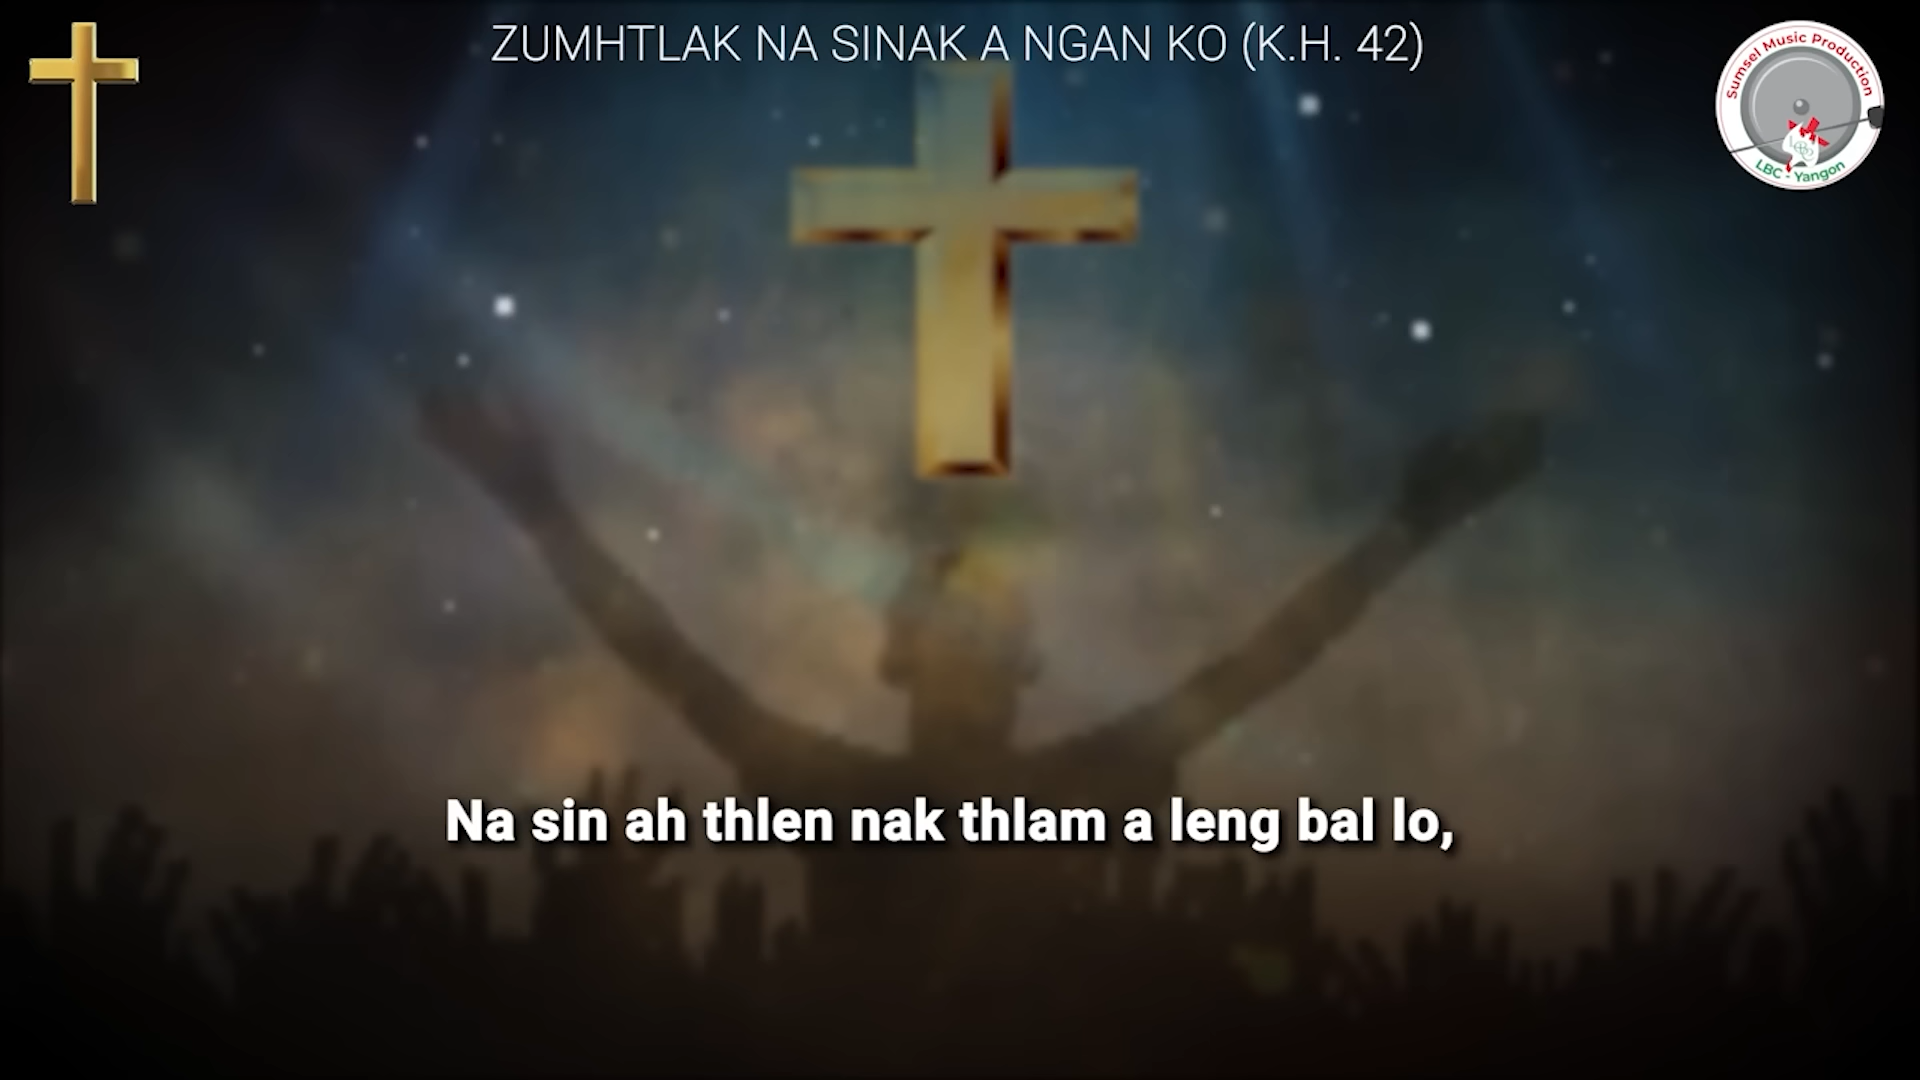 ZUMHTLAK NA SINAK A NGAN KO (K.H. 42)
Sumsel Music Production
LBC - Yangon
Na sin ah thlen nak thlam a leng bal lo,